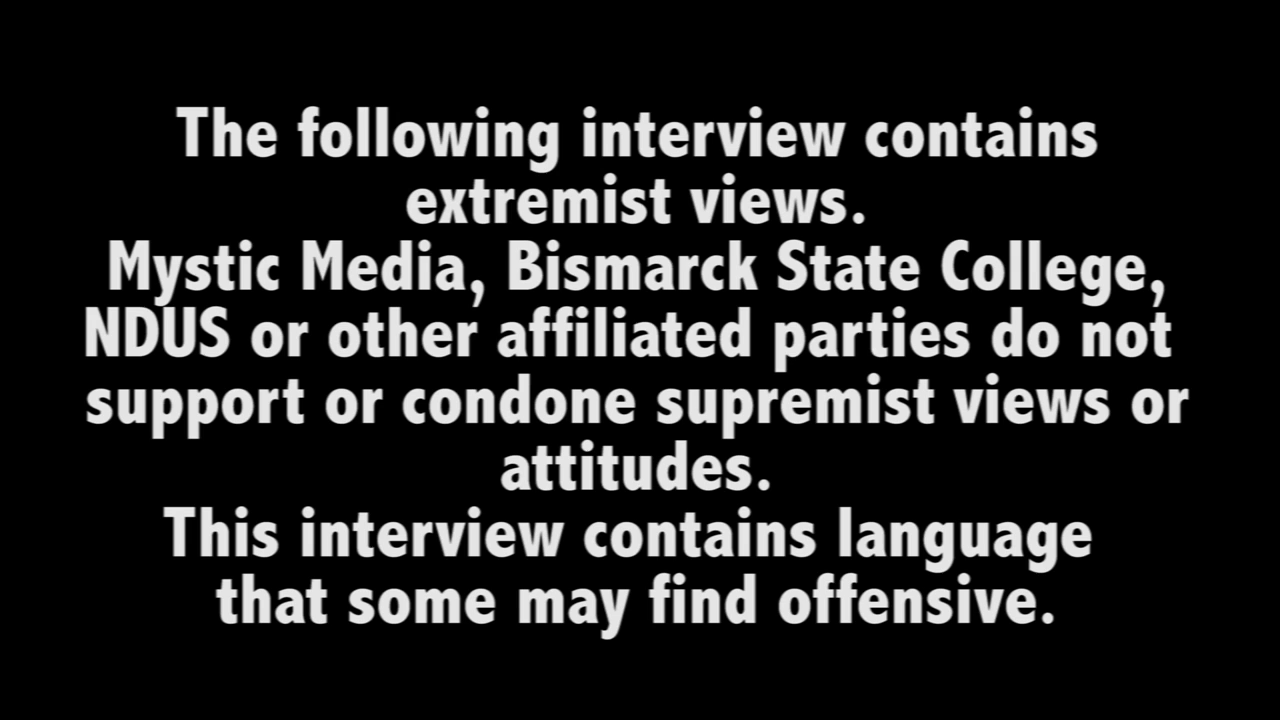 The following interview contains
extremist views.
Mystic Media, Bismarck State College,
NDUS or other affiliated parties do not
support or condone supremist views or
attitudes.
This interview contains language
that some may find offensive.